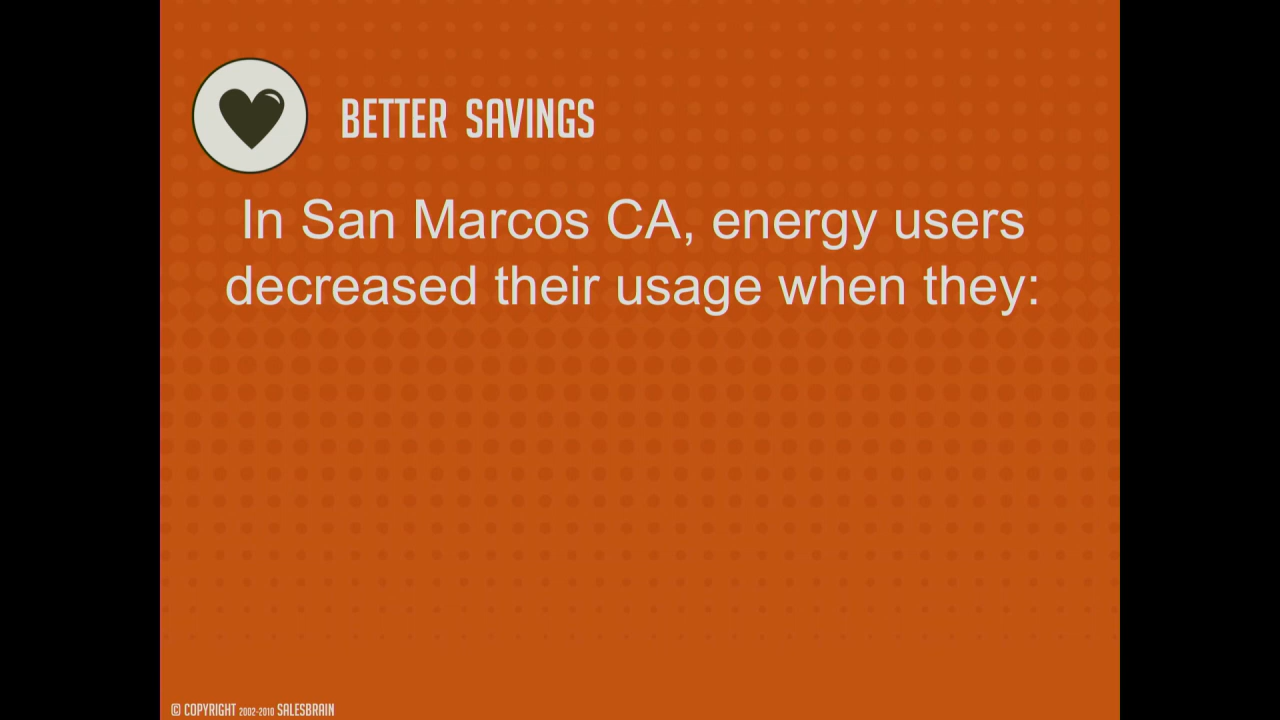 BETTER SAVINGS
In San Marcos CA, energy users
decreased their usage when they:
© COPYRIGHT 2002-2010 SALESBRAIN